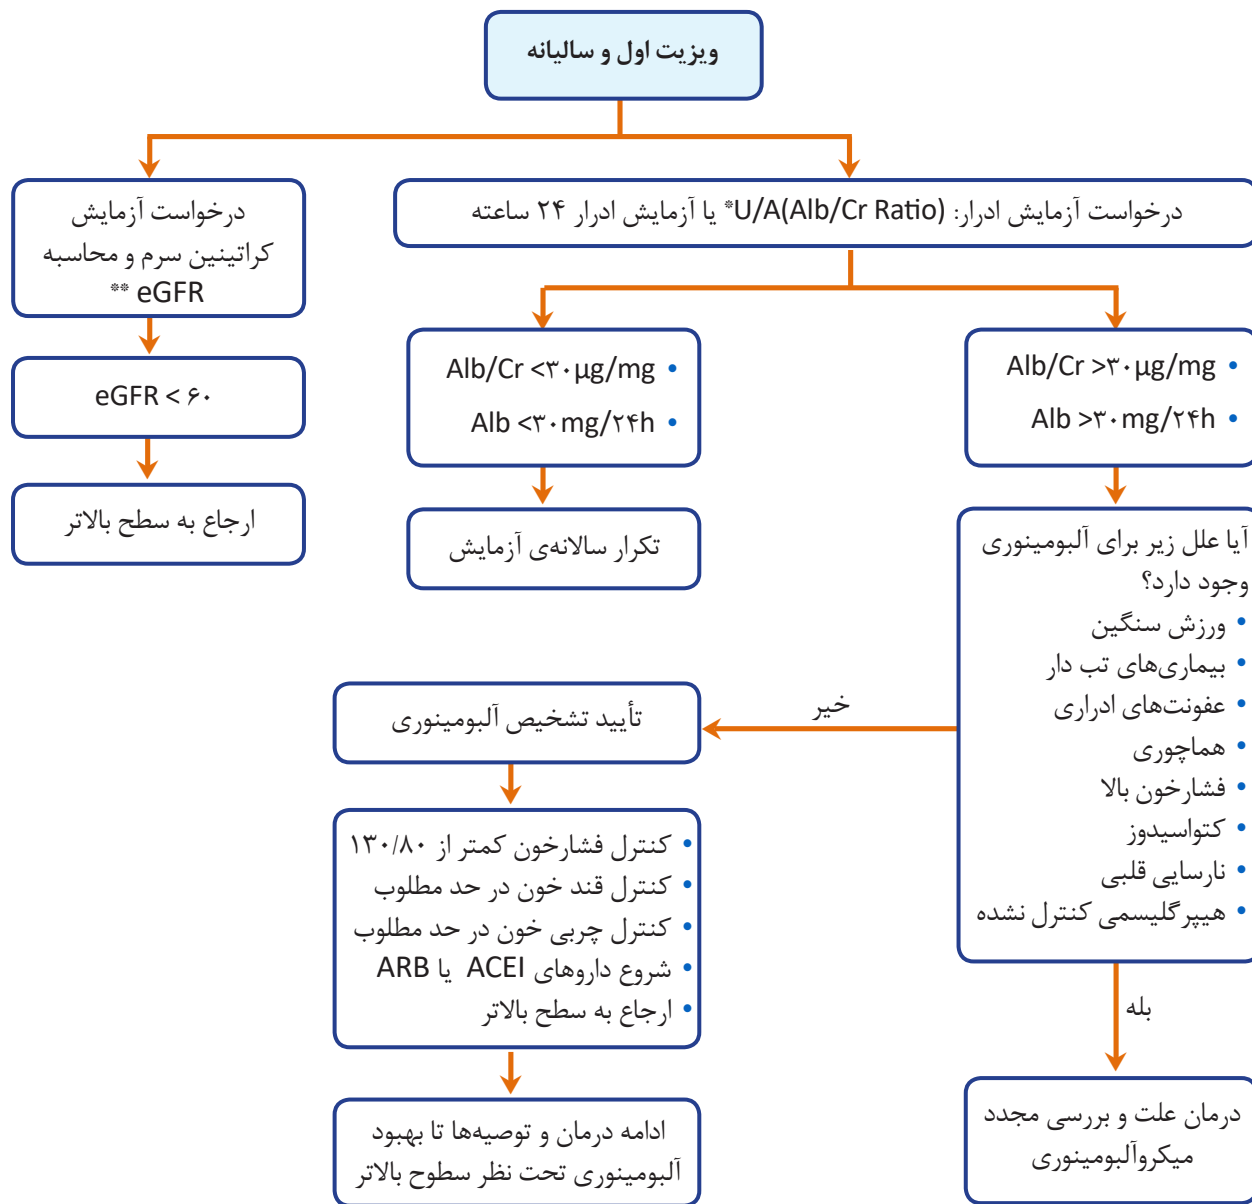 ویزیت اول و سالیانه
درخواست آزمایش ادرار: U/A(Alb/Cr Ratio)* یا آزمایش ادرار ۲۴ ساعته
درخواست آزمایش
کراتینین سرم و محاسبه
eGFR **
eGFR < ۶۰
ارجاع به سطح بالاتر
• Alb/Cr >۳۰µg/mg
• Alb >۳۰mg/۲۴h
• Alb/Cr <۳۰µg/mg
• Alb <۳۰mg/۲۴h
تکرار سالانه‌ی آزمایش
آیا علل زیر برای آلبومینوری
وجود دارد؟
• ورزش سنگین
• بیماری‌های تب دار
• عفونت‌های ادراری
• هماچوری
• فشارخون بالا
• کتواسیدوز
• نارسایی قلبی
• هیپرگلیسمی کنترل نشده
خیر
تأیید تشخیص آلبومینوری
• کنترل فشارخون کمتر از ۱۳۰/۸۰
• کنترل قند خون در حد مطلوب
• کنترل چربی خون در حد مطلوب
• شروع داروهای ACEI یا ARB
• ارجاع به سطح بالاتر
ادامه درمان و توصیه‌ها تا بهبود
آلبومینوری تحت نظر سطوح بالاتر
بله
درمان علت و بررسی مجدد
میکروآلبومینوری